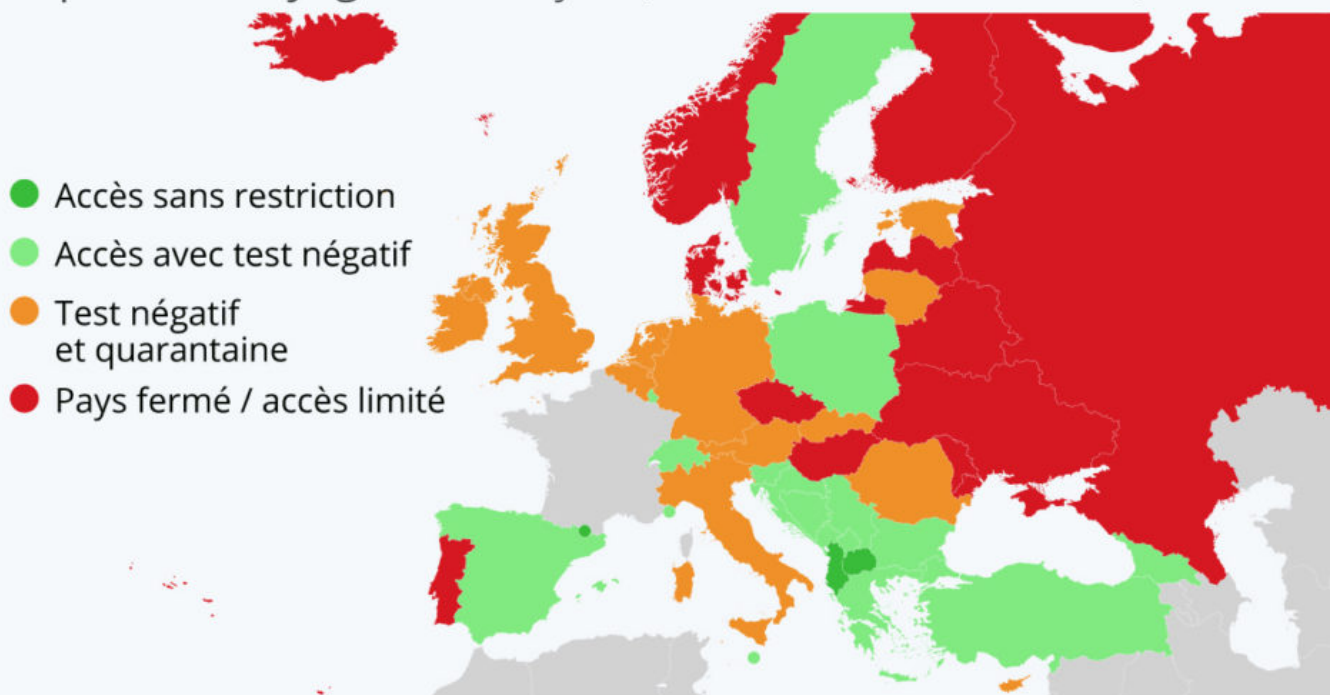 Accès sans restriction
Accès avec test négatif
Test négatif
et quarantaine
Pays fermé / accès limité